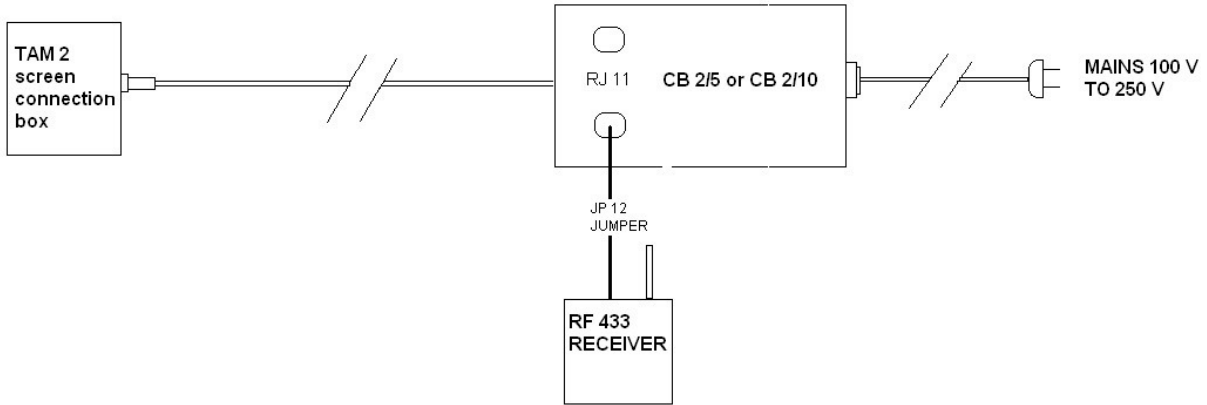 TAM 2
screen
connection
box
RJ 11
CB 2/5 or CB 2/10
MAINS 100 V
TO 250 V
JP 12
JUMPER
RF 433
RECEIVER